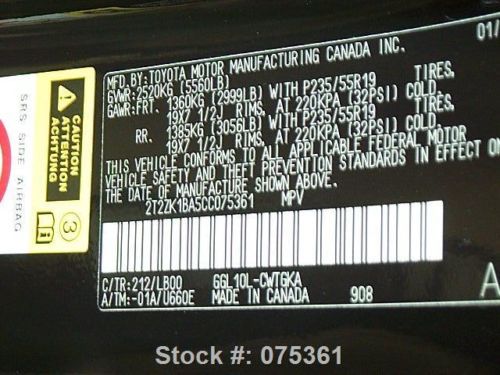 MFD.BY:TOYOTA MOTOR MANUFACTURING CANADA INC. 01/
GVWR:2520KG (5560LB)
GAWR:FRT. 1360KG (2999LB) WITH P235/55R19 TIRES.
19X7 1/2J RIMS, AT 220KPA (32PSI) COLD.
RR. 1385KG (3056LB) WITH P235/55R19 TIRES.
19X7 1/2J RIMS, AT 220KPA (32PSI) COLD.
THIS VEHICLE CONFORMS TO ALL APPLICABLE FEDERAL MOTOR
VEHICLE SAFETY AND THEFT PREVENTION STANDARDS IN EFFECT ON
THE DATE OF MANUFACTURE SHOWN ABOVE.
2T2ZK1BA5CC075361 MPV
C/TR:212/LB00 GGL10L-CWTGKA A
A/TM:-01A/U660E MADE IN CANADA 908
CAUTION
ATTENTION
ACHTUNG
3
SRS SIDE AIRBAG
Stock #: 075361